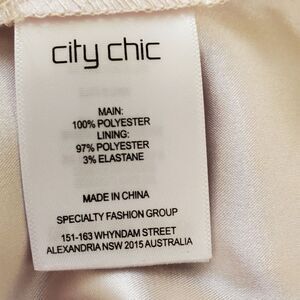 city chic
MAIN:
100% POLYESTER
LINING:
97% POLYESTER
3% ELASTANE
MADE IN CHINA
SPECIALTY FASHION GROUP
151-163 WHYNDAM STREET
ALEXANDRIA NSW 2015 AUSTRALIA